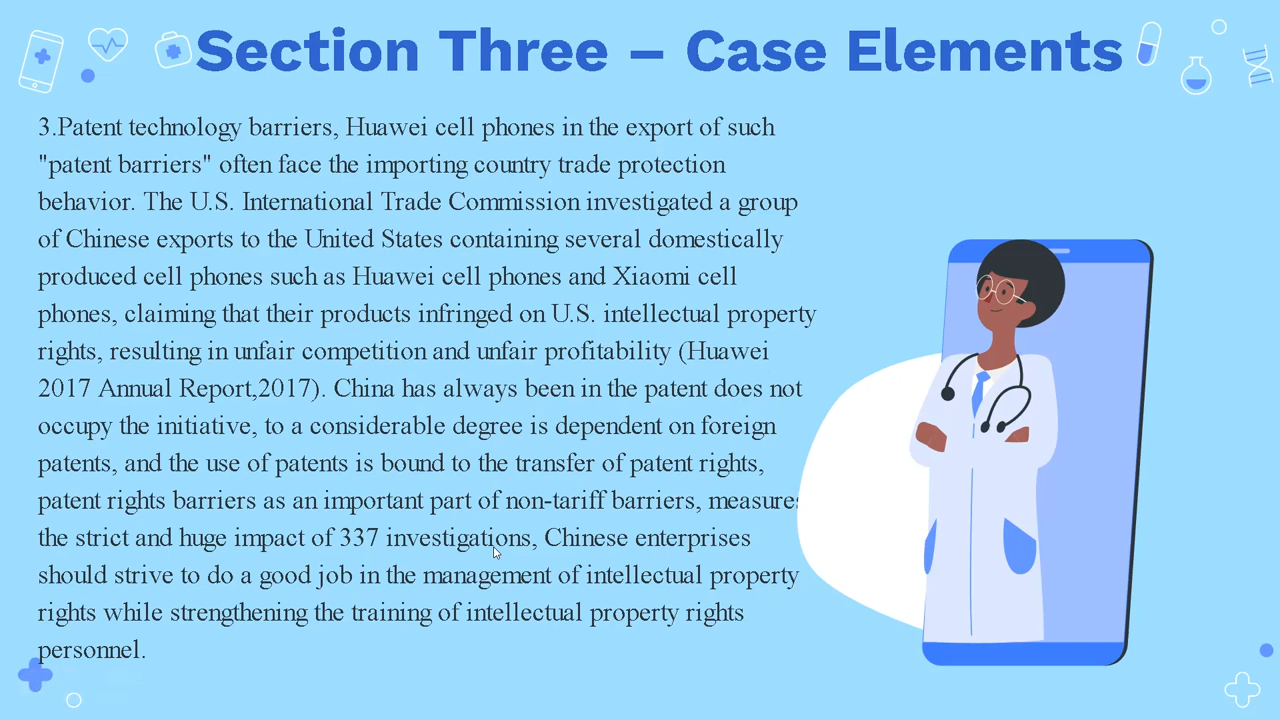 Section Three – Case Elements
3.Patent technology barriers, Huawei cell phones in the export of such
"patent barriers" often face the importing country trade protection
behavior. The U.S. International Trade Commission investigated a group
of Chinese exports to the United States containing several domestically
produced cell phones such as Huawei cell phones and Xiaomi cell
phones, claiming that their products infringed on U.S. intellectual property
rights, resulting in unfair competition and unfair profitability (Huawei
2017 Annual Report,2017). China has always been in the patent does not
occupy the initiative, to a considerable degree is dependent on foreign
patents, and the use of patents is bound to the transfer of patent rights,
patent rights barriers as an important part of non-tariff barriers, measures
the strict and huge impact of 337 investigations, Chinese enterprises
should strive to do a good job in the management of intellectual property
rights while strengthening the training of intellectual property rights
personnel.